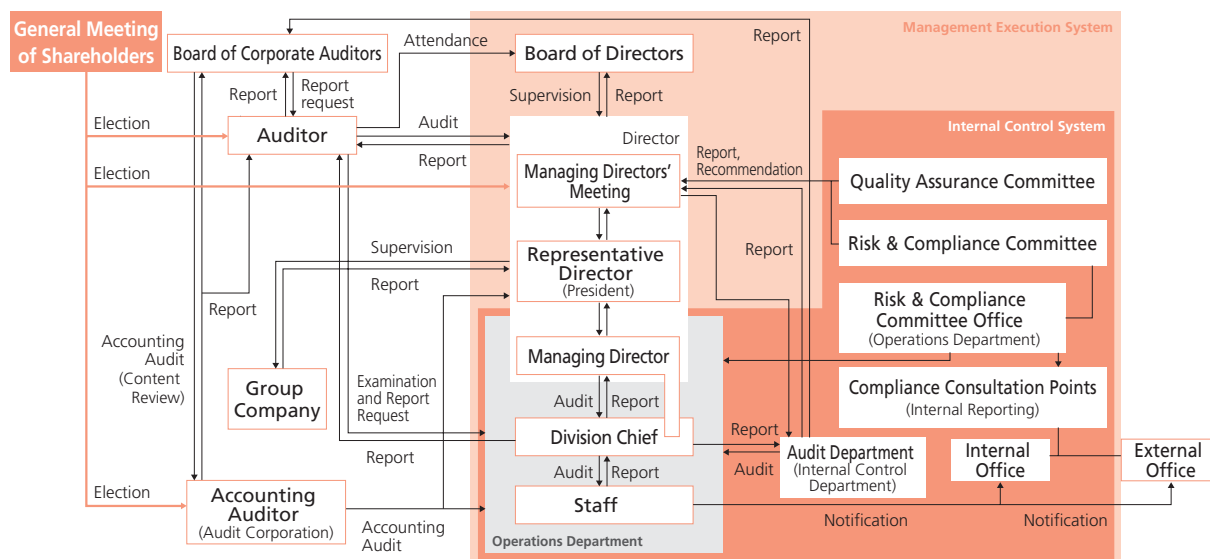 General Meeting
of Shareholders
Board of Corporate Auditors
Attendance
Board of Directors
Report
Management Execution System
Report
Report
request
Supervision
Report
Election
Auditor
Audit
Report
Director
Internal Control System
Election
Managing Directors'
Meeting
Report,
Recommendation
Quality Assurance Committee
Risk & Compliance Committee
Supervision
Report
Representative
Director
(President)
Report
Report
Risk & Compliance
Committee Office
(Operations Department)
Accounting
Audit
(Content
Review)
Group
Company
Examination
and Report
Request
Managing Director
Compliance Consultation Points
(Internal Reporting)
Audit
Report
Division Chief
Report
Report
Audit
Audit Department
(Internal Control
Department)
Internal
Office
External
Office
Audit
Report
Election
Accounting
Auditor
(Audit Corporation)
Accounting
Audit
Staff
Notification
Notification
Operations Department